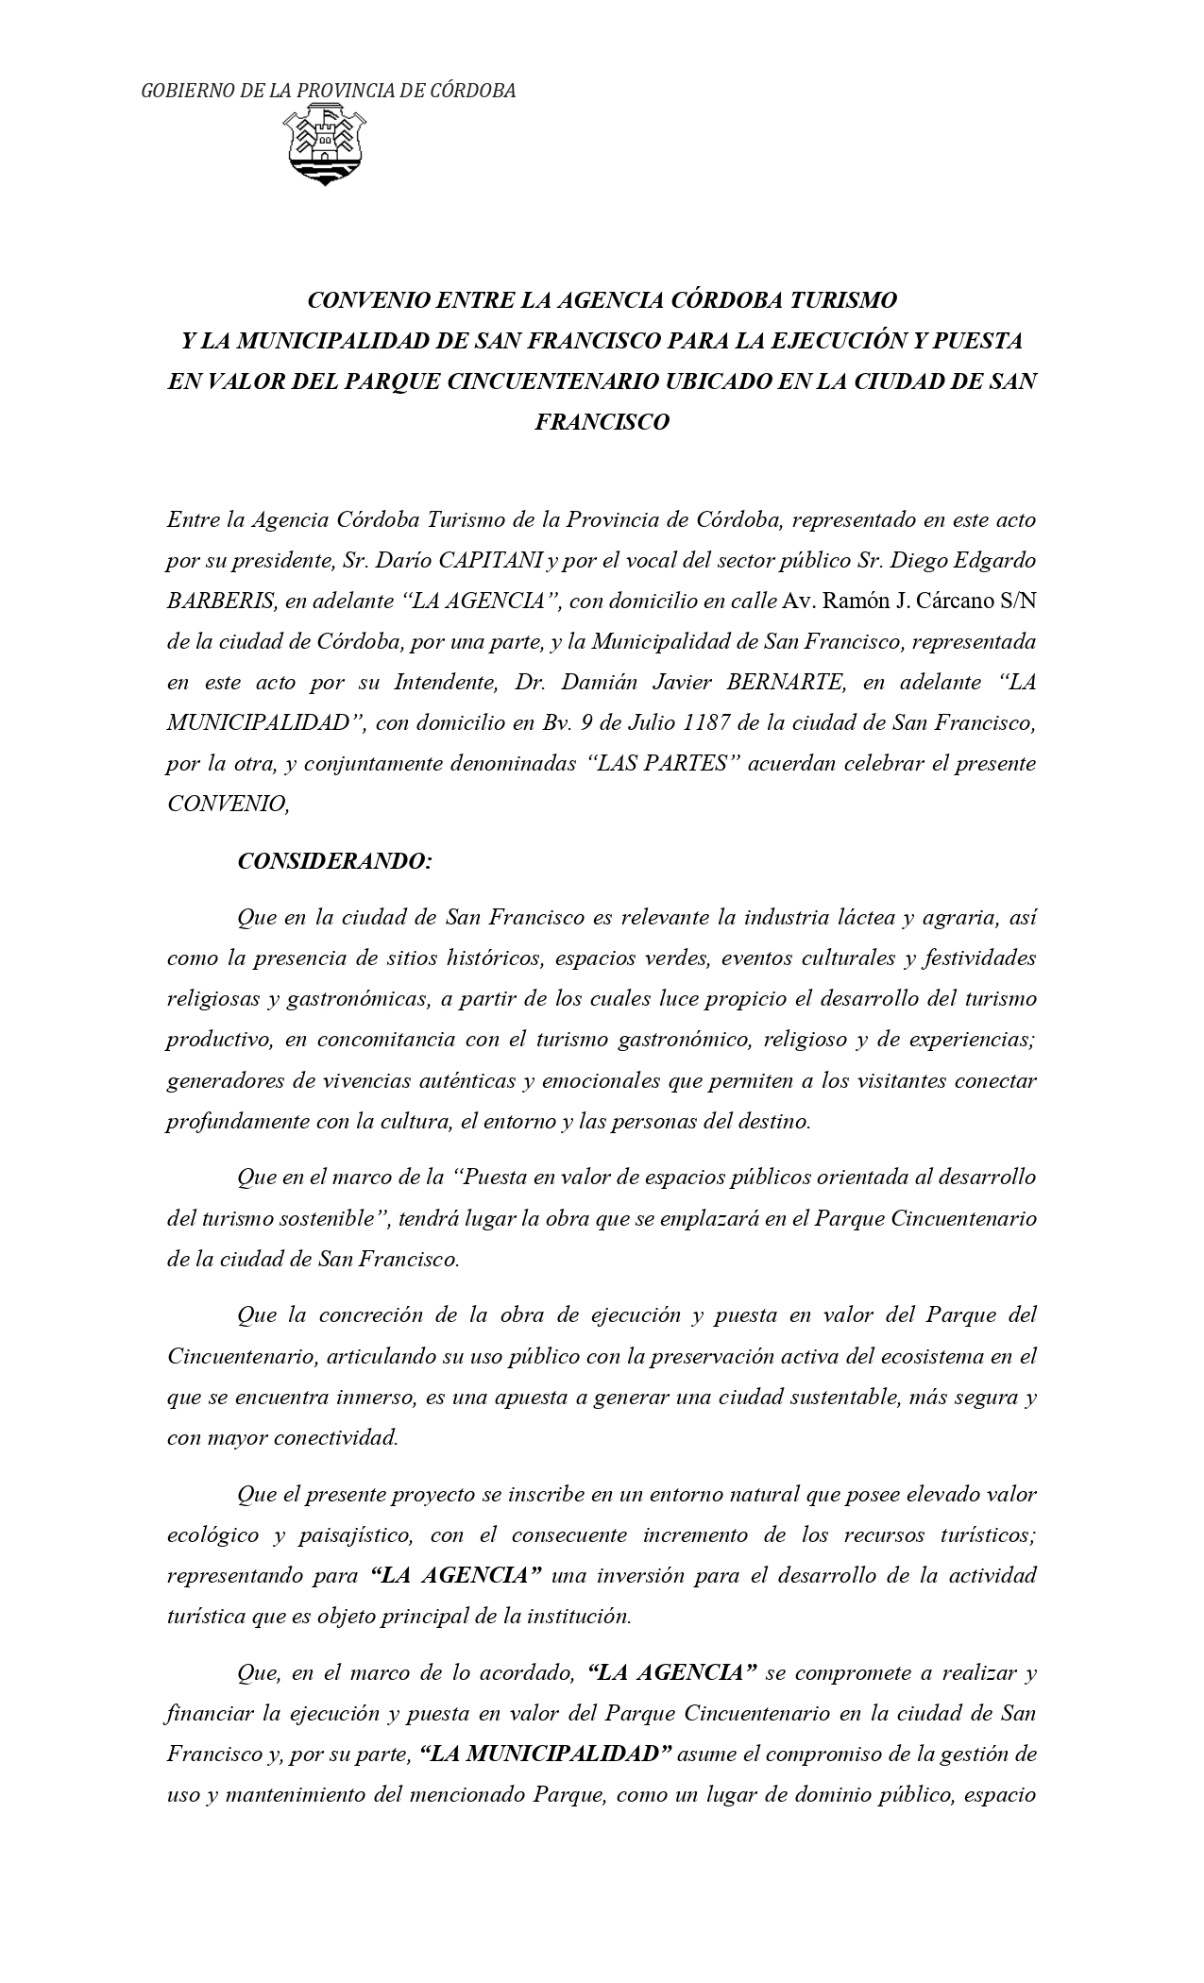 GOBIERNO DE LA PROVINCIA DE CÓRDOBA
CONVENIO ENTRE LA AGENCIA CÓRDOBA TURISMO
Y LA MUNICIPALIDAD DE SAN FRANCISCO PARA LA EJECUCIÓN Y PUESTA
EN VALOR DEL PARQUE CINCUENTENARIO UBICADO EN LA CIUDAD DE SAN
FRANCISCO
Entre la Agencia Córdoba Turismo de la Provincia de Córdoba, representado en este acto
por su presidente, Sr. Darío CAPITANI y por el vocal del sector público Sr. Diego Edgardo
BARBERIS, en adelante “LA AGENCIA”, con domicilio en calle Av. Ramón J. Cárcano S/N
de la ciudad de Córdoba, por una parte, y la Municipalidad de San Francisco, representada
en este acto por su Intendente, Dr. Damián Javier BERNARTE, en adelante “LA
MUNICIPALIDAD”, con domicilio en Bv. 9 de Julio 1187 de la ciudad de San Francisco,
por la otra, y conjuntamente denominadas “LAS PARTES” acuerdan celebrar el presente
CONVENIO,
CONSIDERANDO:
Que en la ciudad de San Francisco es relevante la industria láctea y agraria, así
como la presencia de sitios históricos, espacios verdes, eventos culturales y festividades
religiosas y gastronómicas, a partir de los cuales luce propicio el desarrollo del turismo
productivo, en concomitancia con el turismo gastronómico, religioso y de experiencias;
generadores de vivencias auténticas y emocionales que permiten a los visitantes conectar
profundamente con la cultura, el entorno y las personas del destino.
Que en el marco de la “Puesta en valor de espacios públicos orientada al desarrollo
del turismo sostenible”, tendrá lugar la obra que se emplazará en el Parque Cincuentenario
de la ciudad de San Francisco.
Que la concreción de la obra de ejecución y puesta en valor del Parque del
Cincuentenario, articulando su uso público con la preservación activa del ecosistema en el
que se encuentra inmerso, es una apuesta a generar una ciudad sustentable, más segura y
con mayor conectividad.
Que el presente proyecto se inscribe en un entorno natural que posee elevado valor
ecológico y paisajístico, con el consecuente incremento de los recursos turísticos;
representando para “LA AGENCIA” una inversión para el desarrollo de la actividad
turística que es objeto principal de la institución.
Que, en el marco de lo acordado, “LA AGENCIA” se compromete a realizar y
financiar la ejecución y puesta en valor del Parque Cincuentenario en la ciudad de San
Francisco y, por su parte, “LA MUNICIPALIDAD” asume el compromiso de la gestión de
uso y mantenimiento del mencionado Parque, como un lugar de dominio público, espacio